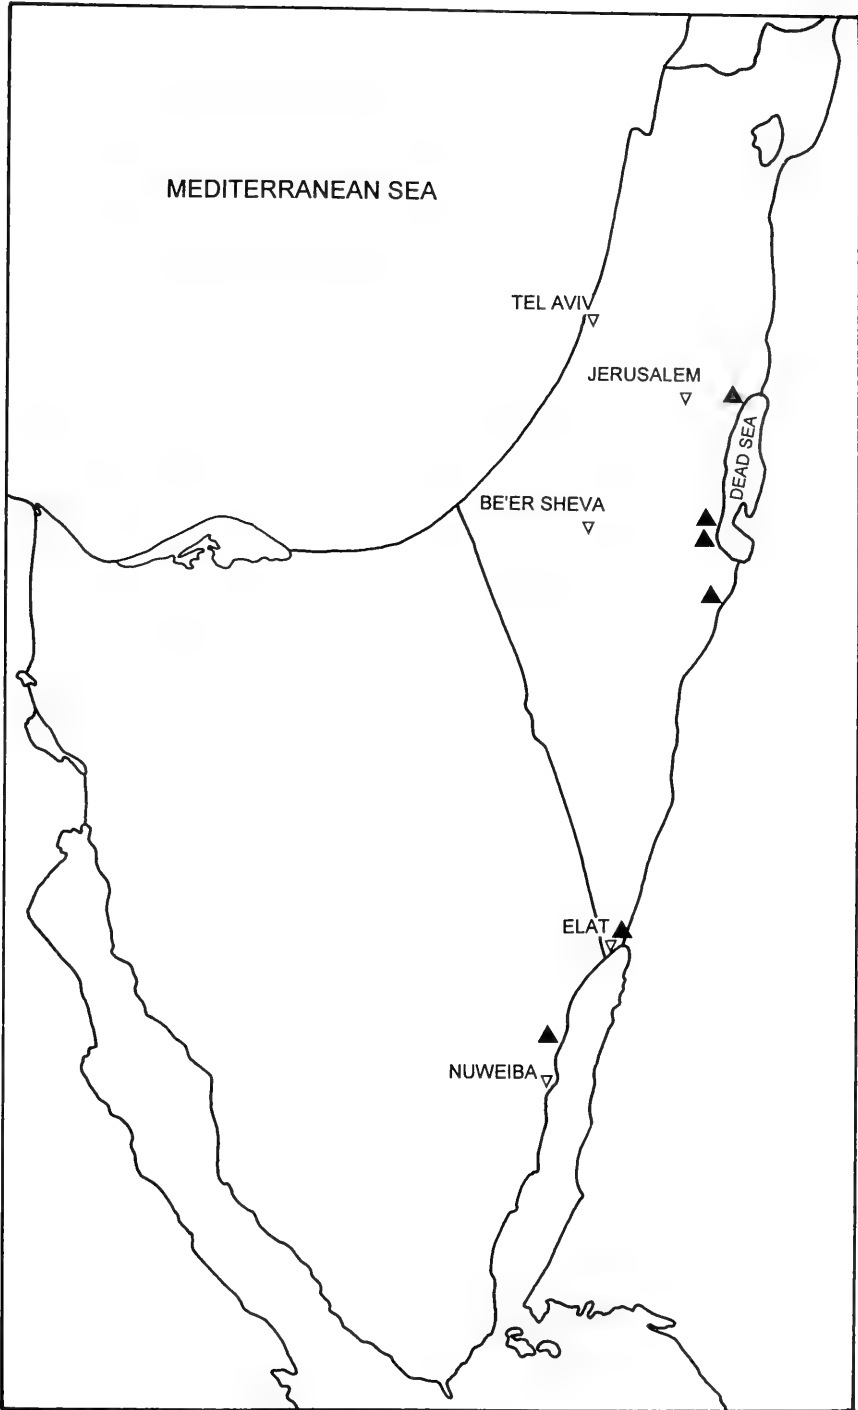 MEDITERRANEAN SEA
TEL AVIV
JERUSALEM
DEAD SEA
BE'ER SHEVA
ELAT
NUWEIBA